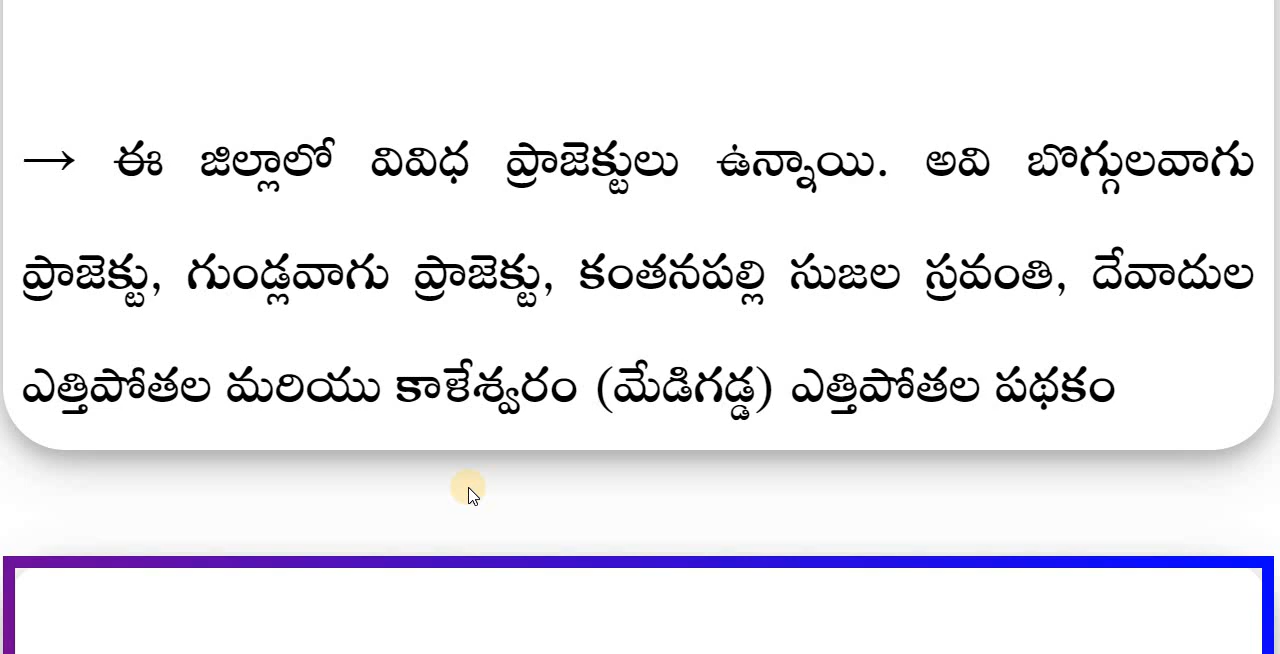 → ఈ జిల్లాలో వివిధ ప్రాజెక్టులు ఉన్నాయి. అవి బొగ్గులవాగు
ప్రాజెక్టు, గుండ్లవాగు ప్రాజెక్టు, కంతనపల్లి సుజల స్రవంతి, దేవాదుల
ఎత్తిపోతల మరియు కాళేశ్వరం (మేడిగడ్డ) ఎత్తిపోతల పథకం